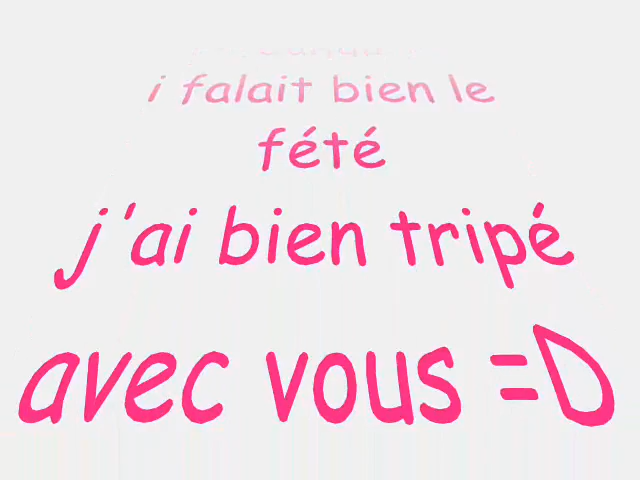 i falait bien le
fété
j'ai bien tripé
avec vous =D